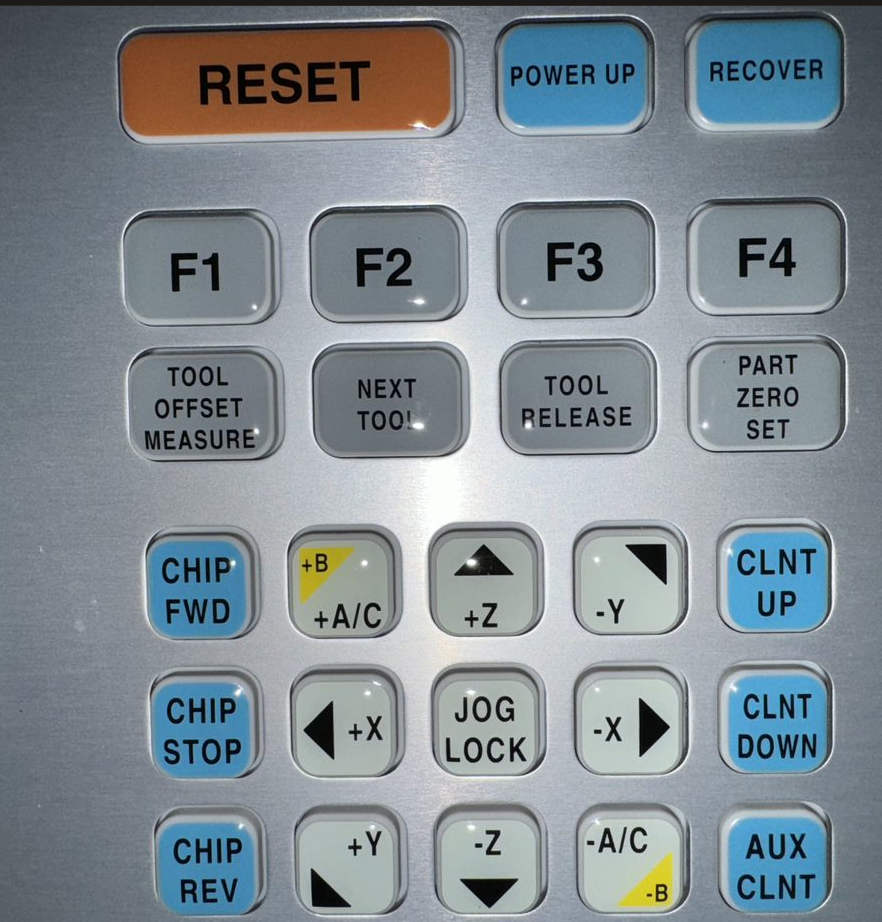 RESET
POWER UP
RECOVER
F1
F2
F3
F4
TOOL
OFFSET
MEASURE
NEXT
TOOL
TOOL
RELEASE
PART
ZERO
SET
CHIP
FWD
+B
+A/C
+Z
-Y
CLNT
UP
CHIP
STOP
+X
JOG
LOCK
-X
CLNT
DOWN
CHIP
REV
+Y
-Z
-A/C
-B
AUX
CLNT